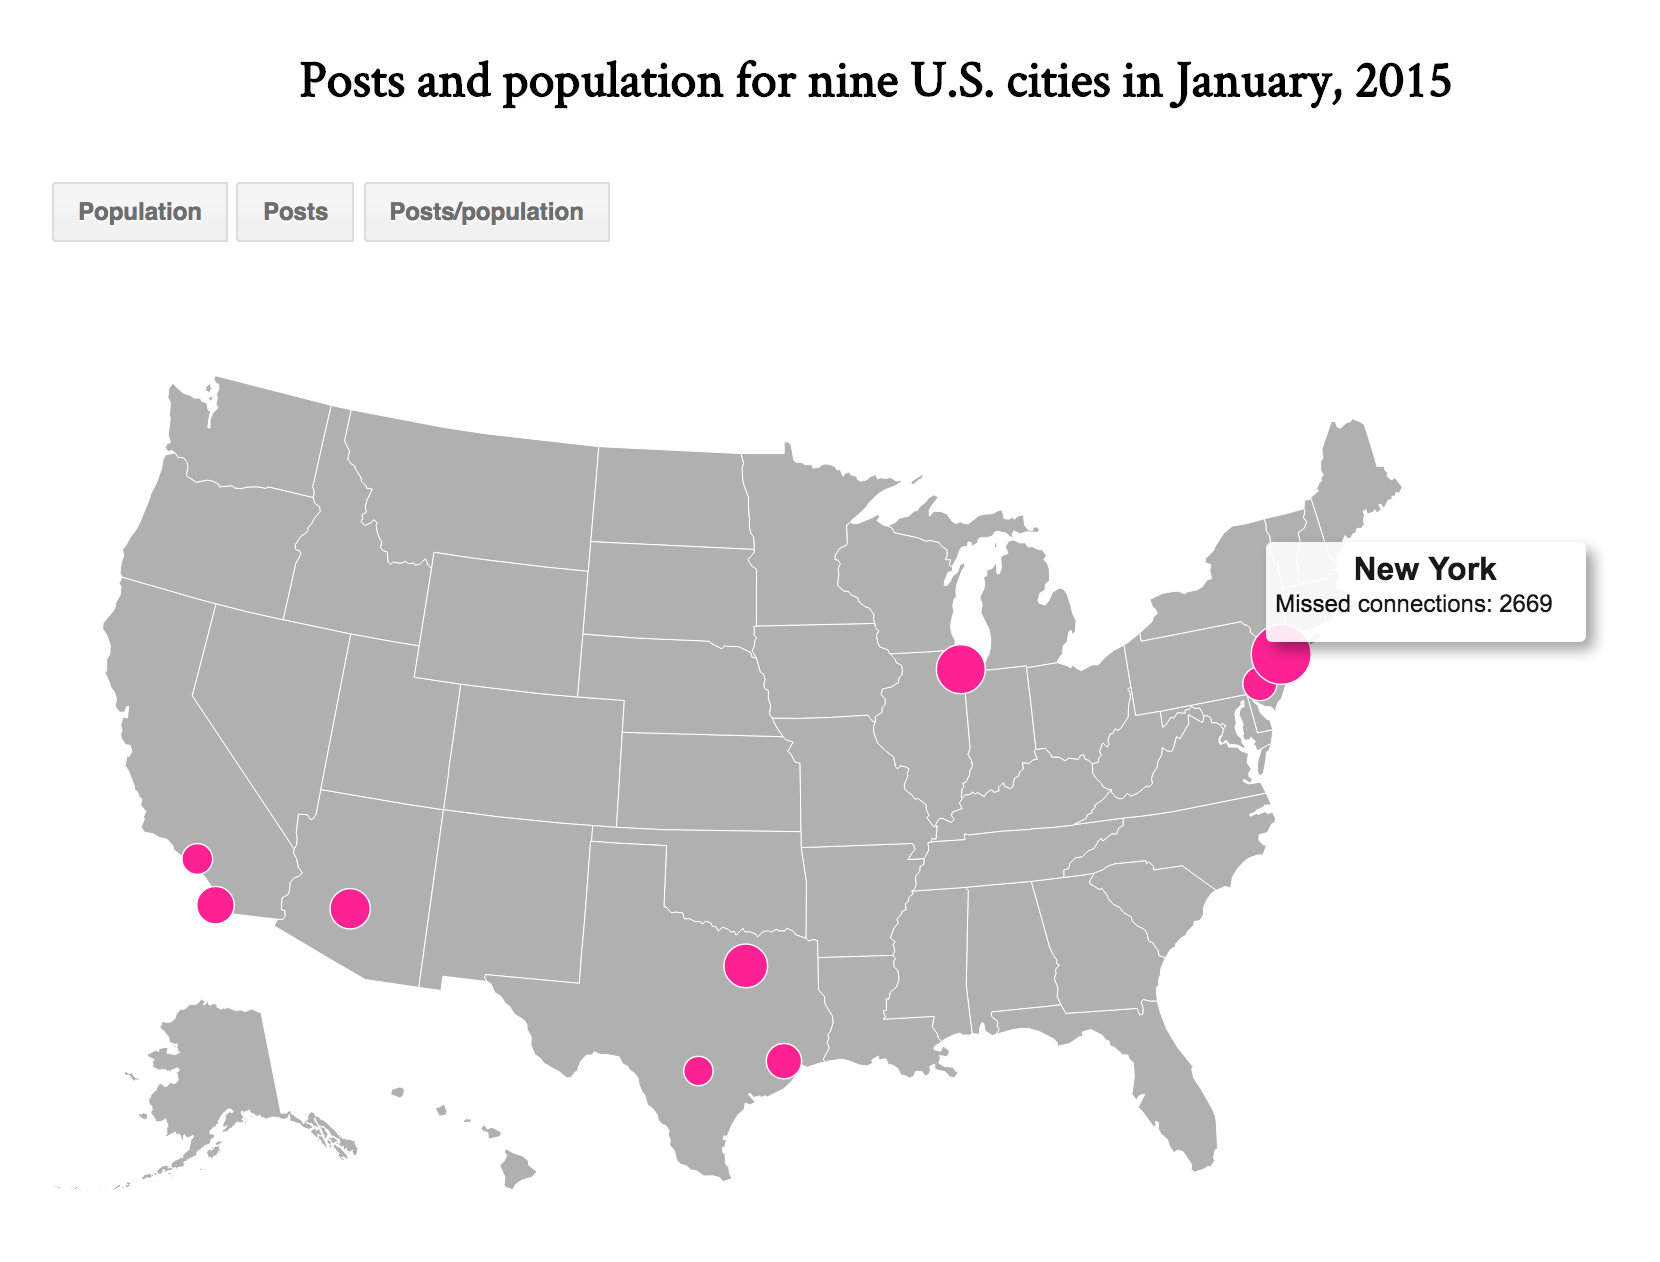 Posts and population for nine U.S. cities in January, 2015
Population Posts Posts/population
New York
Missed connections: 2669